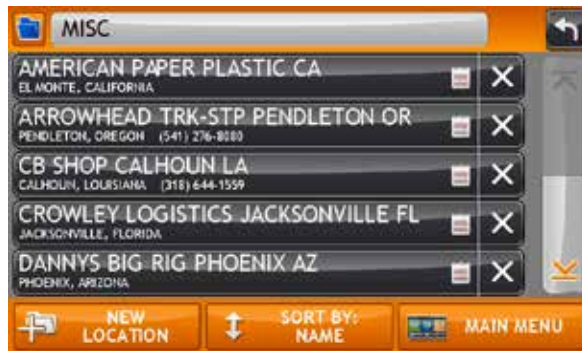 MISC
AMERICAN PAPER PLASTIC CA
EL MONTE, CALIFORNIA
ARROWHEAD TRK-STP PENDLETON OR
PENDLETON, OREGON (541) 276-8080
CB SHOP CALHOUN LA
CALHOUN, LOUISIANA (318) 644-1559
CROWLEY LOGISTICS JACKSONVILLE FL
JACKSONVILLE, FLORIDA
DANNYS BIG RIG PHOENIX AZ
PHOENIX, ARIZONA
NEW LOCATION
SORT BY: NAME
MAIN MENU